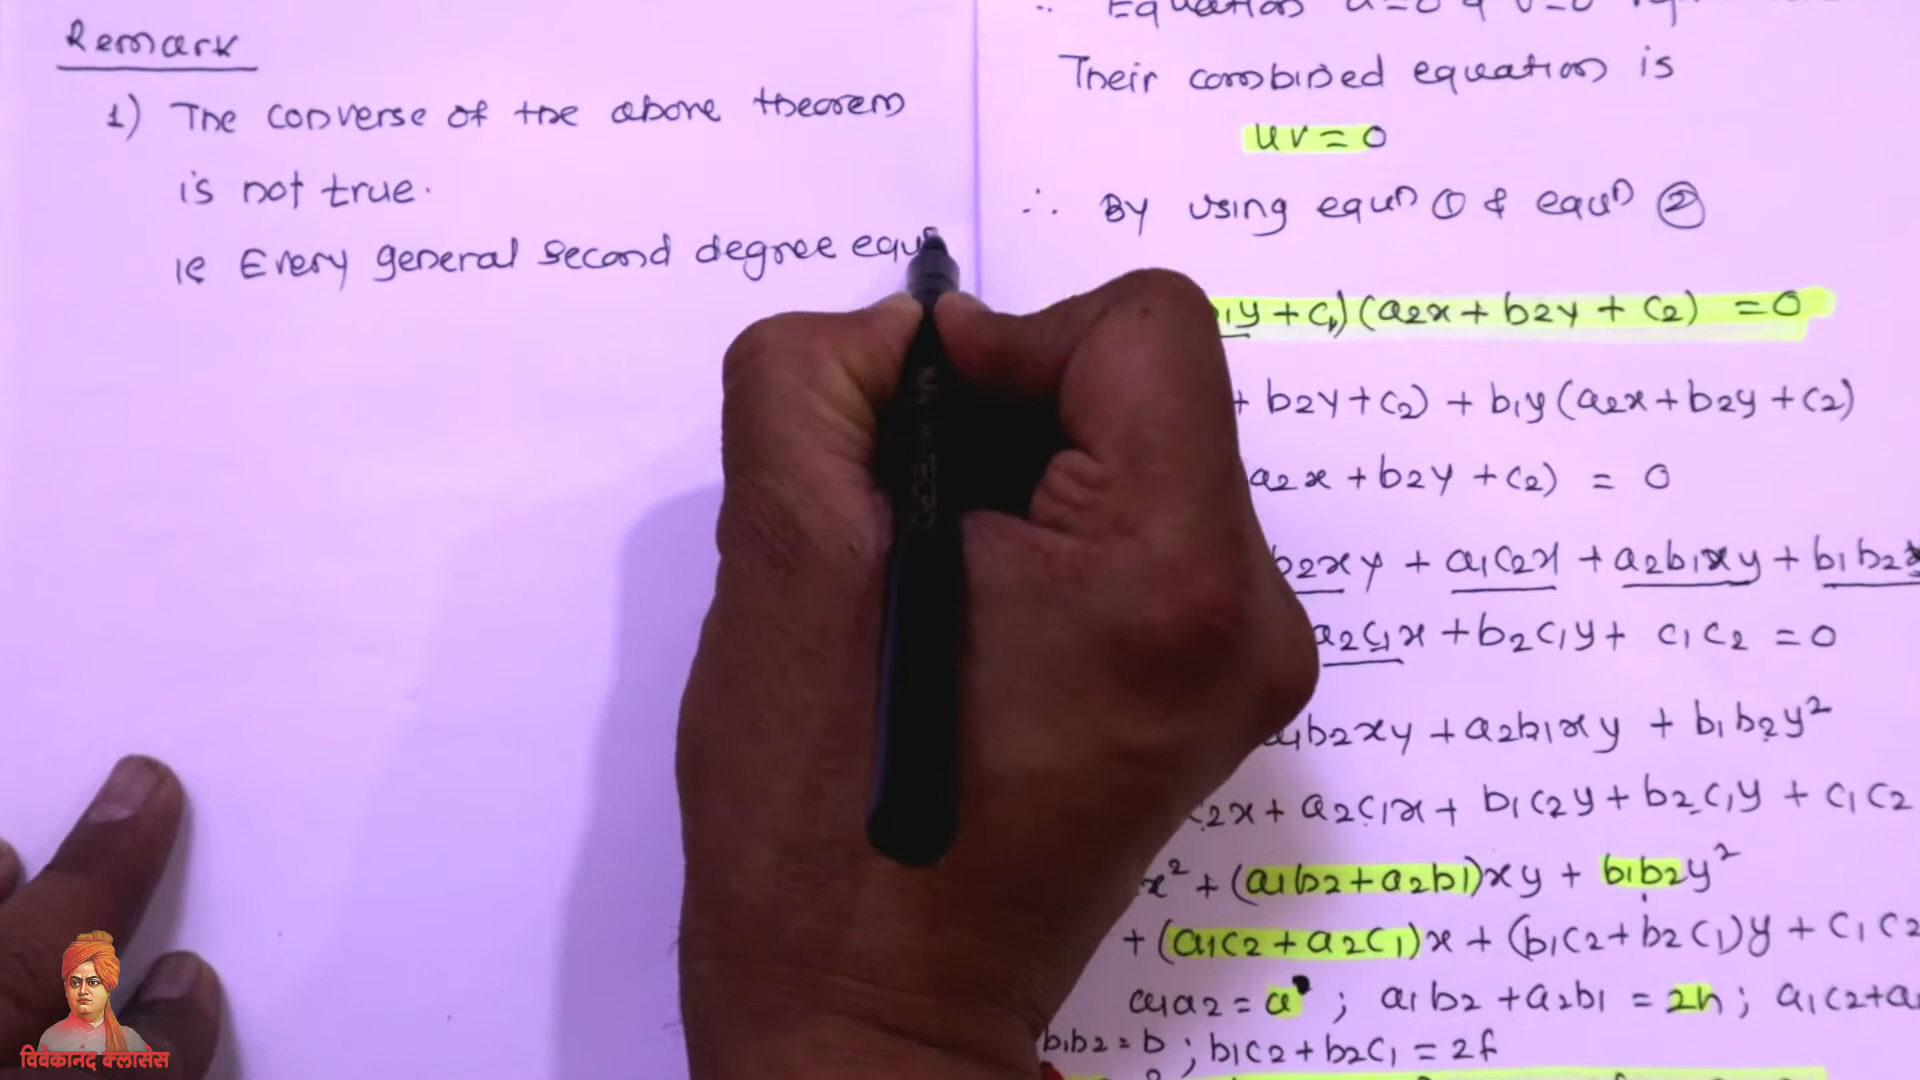 Remark
1) The converse of the above theorem
is not true.
ie Every general second degree equ
Their combined equation is
uv = 0
∴ By using equn ① & equn ②
1y + c1) (a2x + b2y + c2) = 0
+ b2y + c2) + b1y (a2x + b2y + c2)
a2x + b2y + c2) = 0
b2xy + a1c2x + a2b1xy + b1b2
a2c1x + b2c1y + c1c2 = 0
a1b2xy + a2b1xy + b1b2y²
c2x + a2c1x + b1c2y + b2c1y + c1c2
x² + (a1b2 + a2b1)xy + b1b2y²
+ (a1c2 + a2c1)x + (b1c2 + b2c1)y + c1c2
a1a2 = a ; a1b2 + a2b1 = 2h ; a1c2 + a
b1b2 = b ; b1c2 + b2c1 = 2f
विवेकानंद क्लासेस